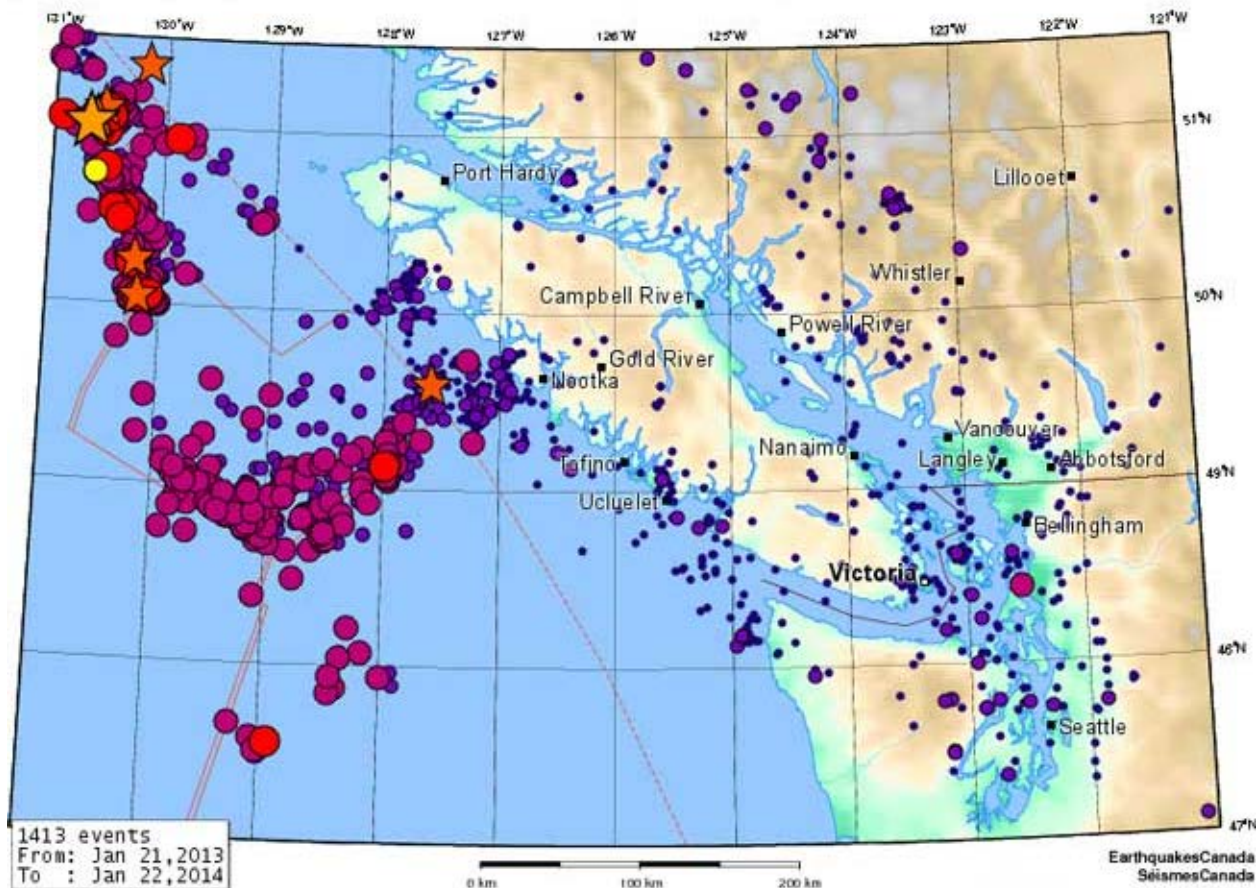 131°W 130°W 129°W 128°W 127°W 126°W 125°W 124°W 123°W 122°W 121°W
51°N
Port Hardy
Lillooet
Whistler
50°N
Campbell River
Powell River
Gold River
Nootka
Vancouver
Nanaimo
Tofino
Langley
Abbotsford
49°N
Ucluelet
Bellingham
Victoria
48°N
Seattle
47°N
1413 events
From: Jan 21,2013
To : Jan 22,2014
0 km 100 km 200 km
EarthquakesCanada
SéismesCanada